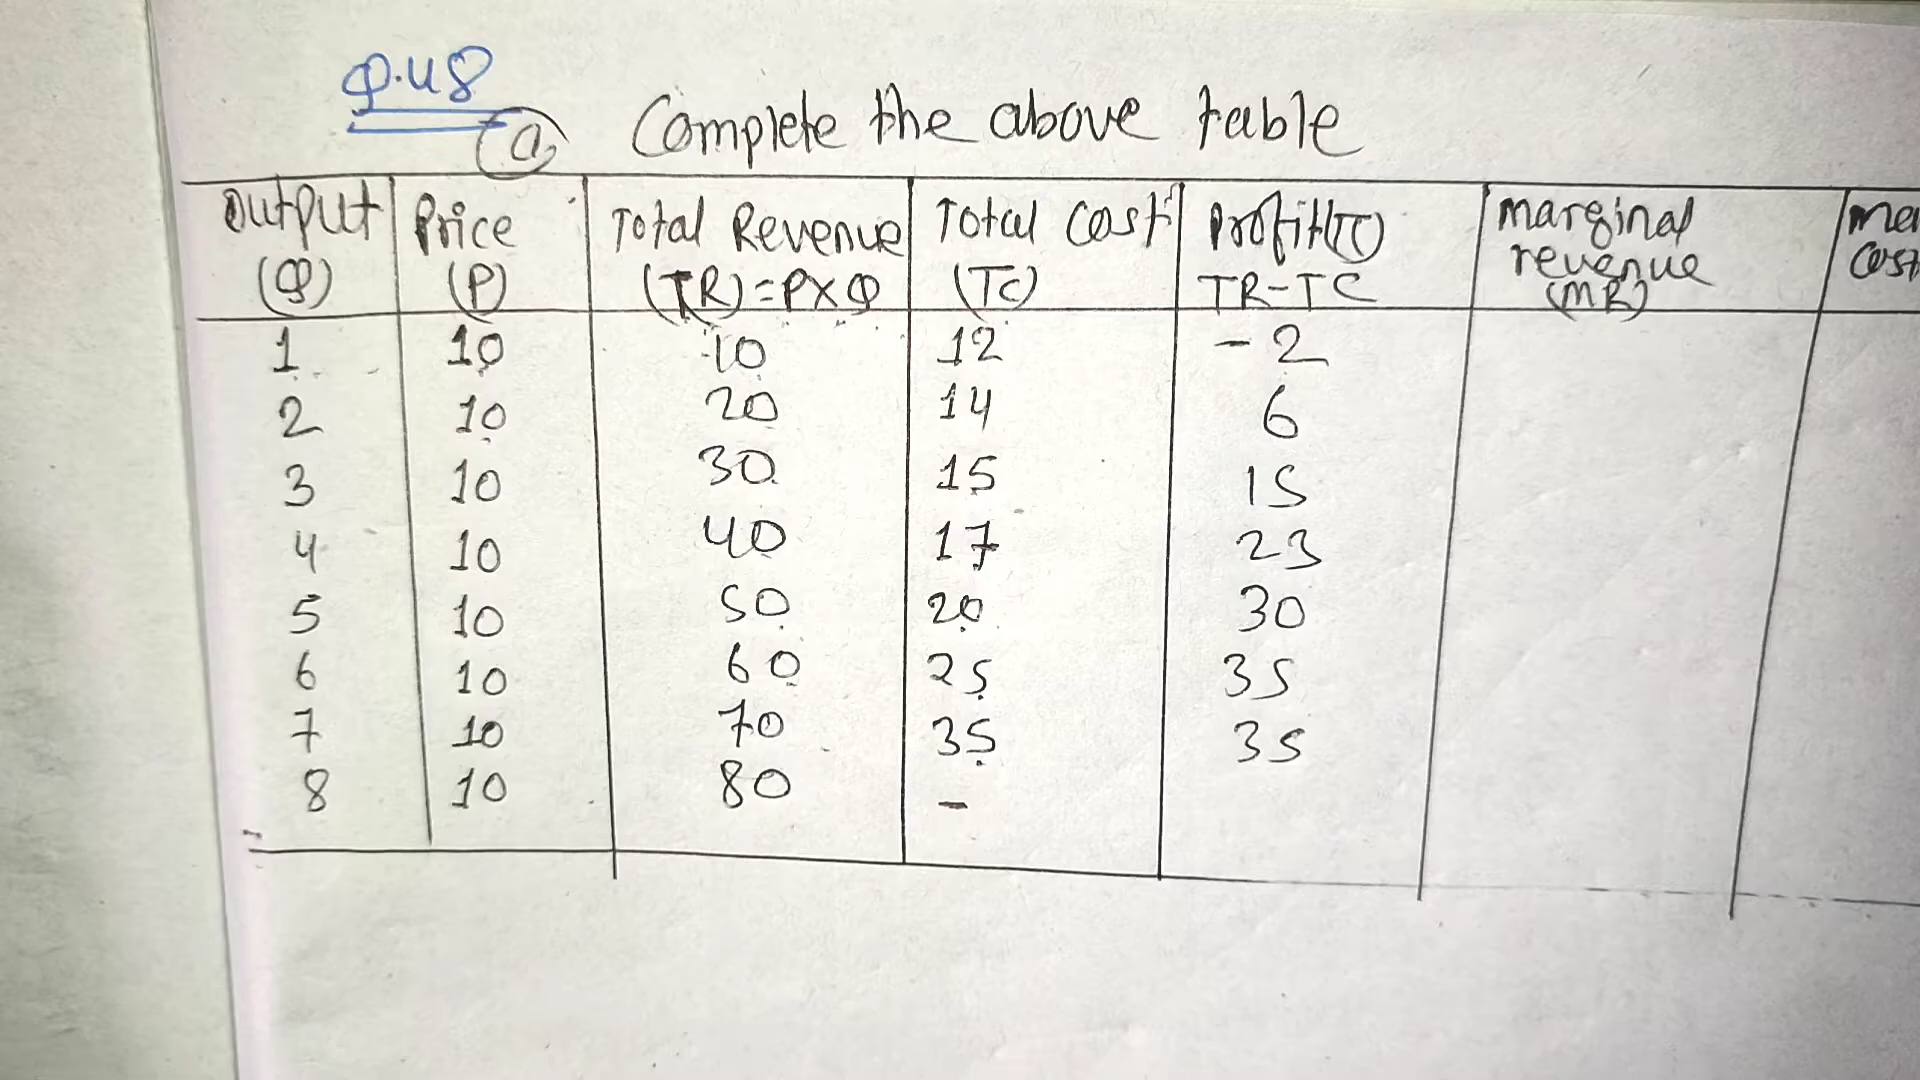 Q.48
(a) Complete the above table
Output Price Total Revenue Total Cost Profit(π) marginal
(Q) (P) (TR)=PXQ (TC) TR-TC revenue cost
(MR)
1 10 10 12 -2
2 10 20 14 6
3 10 30 15 15
4 10 40 17 23
5 10 50 20 30
6 10 60 25 35
7 10 70 35 35
8 10 80 -